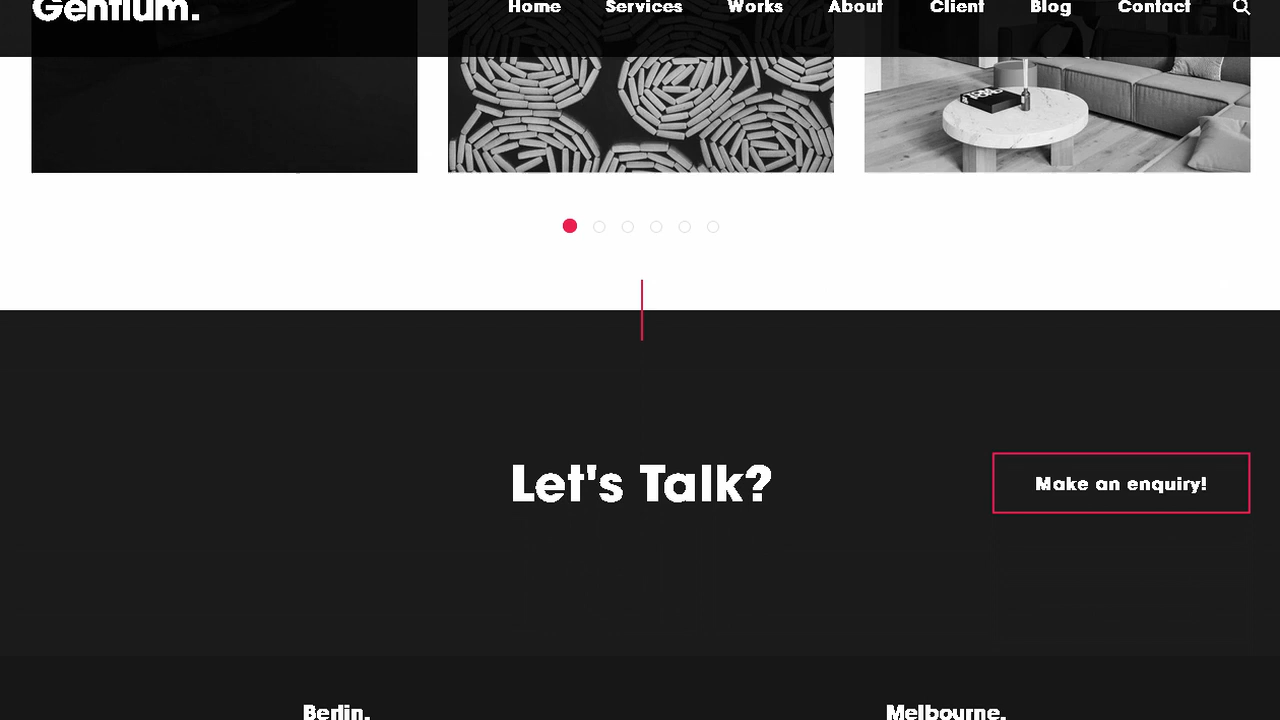 Gentium.
Home Services Works About Client Blog Contact
Let's Talk?
Make an enquiry!
Berlin.
Melbourne.